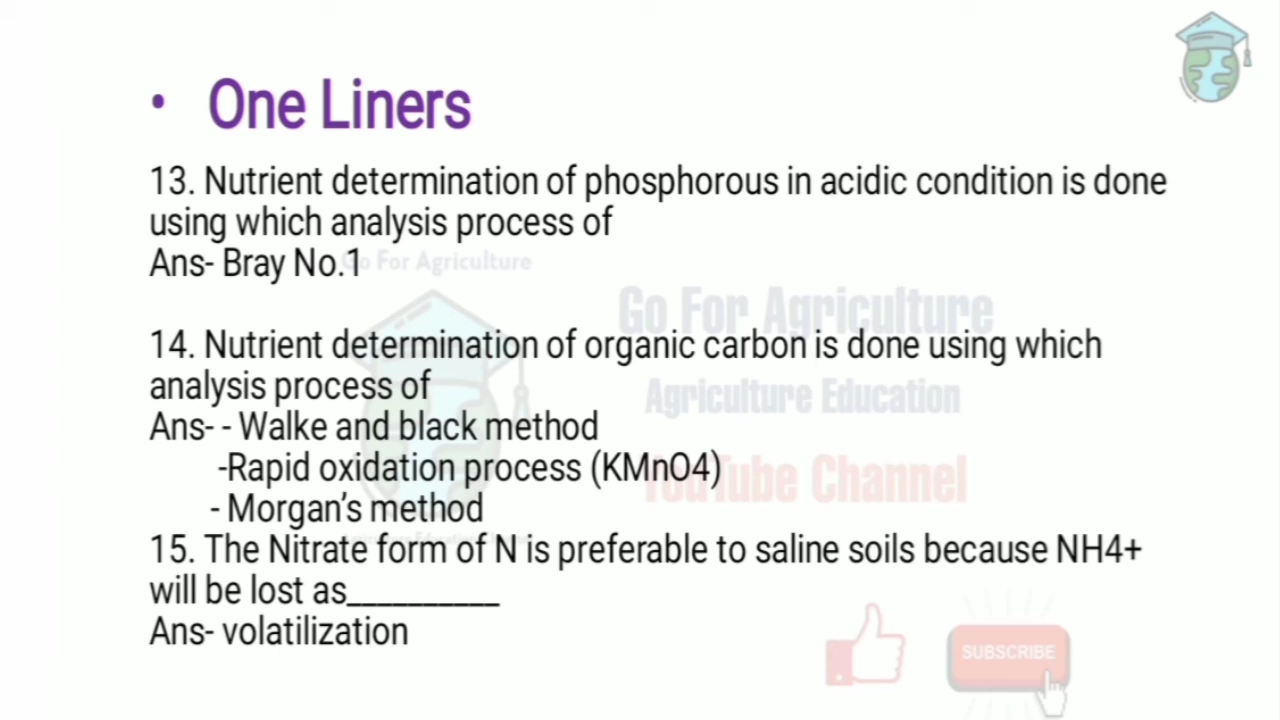 • One Liners
13. Nutrient determination of phosphorous in acidic condition is done
using which analysis process of
Ans- Bray No.1
Go For Agriculture
Go For Agriculture
14. Nutrient determination of organic carbon is done using which
analysis process of
Agriculture Education
Ans- - Walke and black method
-Rapid oxidation process (KMnO4)
YouTube Channel
- Morgan's method
15. The Nitrate form of N is preferable to saline soils because NH4+
will be lost as__________
Ans- volatilization
SUBSCRIBE